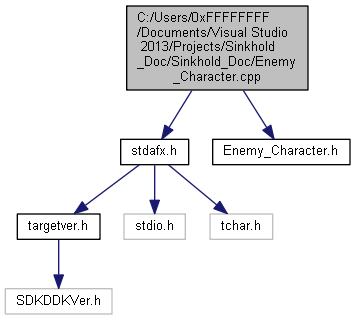 C:/Users/0xFFFFFFFF
/Documents/Visual Studio
2013/Projects/Sinkhold
_Doc/Sinkhold_Doc/Enemy
_Character.cpp
stdafx.h
Enemy_Character.h
targetver.h
stdio.h
tchar.h
SDKDDKVer.h